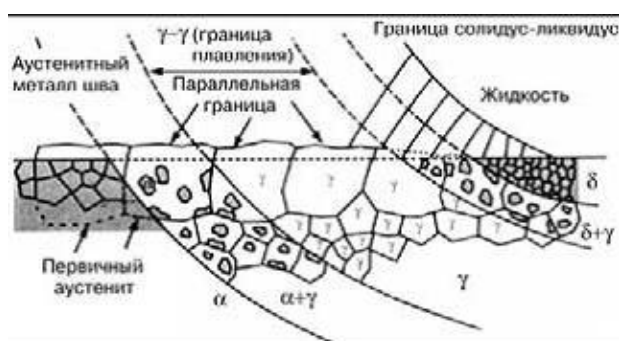 γ–γ (граница
плавления)
Граница солидус-ликвидус
Аустенитный
металл шва
Параллельная
граница
Жидкость
γ
γ
γ
γ
γ
γ
γ
γ
γ
γ
γ
γ
γ
δ
δ+γ
γ
Первичный
аустенит
α
α+γ